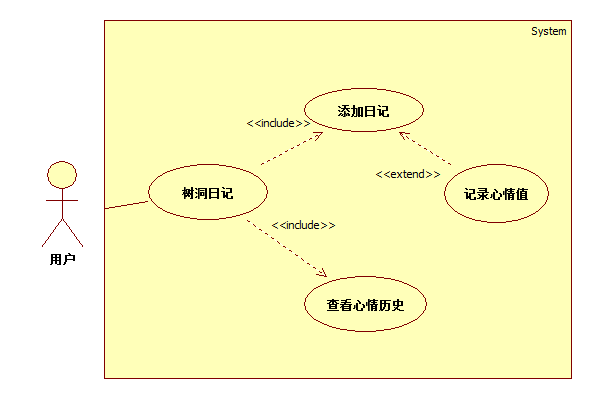 System
添加日记
<<include>>
<<extend>>
树洞日记
记录心情值
<<include>>
用户
查看心情历史